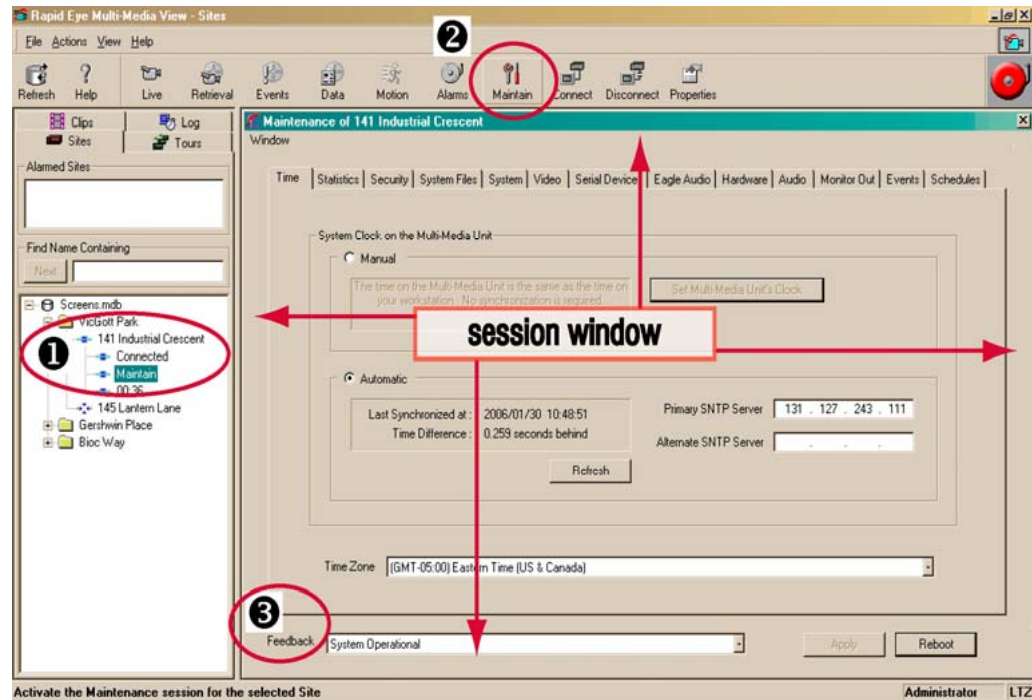 Rapid Eye Multi-Media View - Sites
File Actions View Help
❷
Refresh Help Live Retrieval Events Data Motion Alarms Maintain Connect Disconnect Properties
Clips Log
Sites Tours
Alarmed Sites
Find Name Containing
Next
Screens.mdb
VicGott Park
141 Industrial Crescent
❶
Connected
Maintain
00:36
145 Lantern Lane
Gershwin Place
Bioc Way
Maintenance of 141 Industrial Crescent
Window
Time Statistics Security System Files System Video Serial Device Eagle Audio Hardware Audio Monitor Out Events Schedules
System Clock on the Multi-Media Unit
Manual
The time on the Multi-Media Unit is the same as the time on
your workstation. No synchronization is required.
Set Multi-Media Unit's Clock
session window
Automatic
Last Synchronized at : 2006/01/30 10:48:51
Time Difference : 0.259 seconds behind
Refresh
Primary SNTP Server 131 . 127 . 243 . 111
Alternate SNTP Server . . .
Time Zone (GMT-05:00) Eastern Time (US & Canada)
❸
Feedback System Operational Apply Reboot
Activate the Maintenance session for the selected Site Administrator LTZ